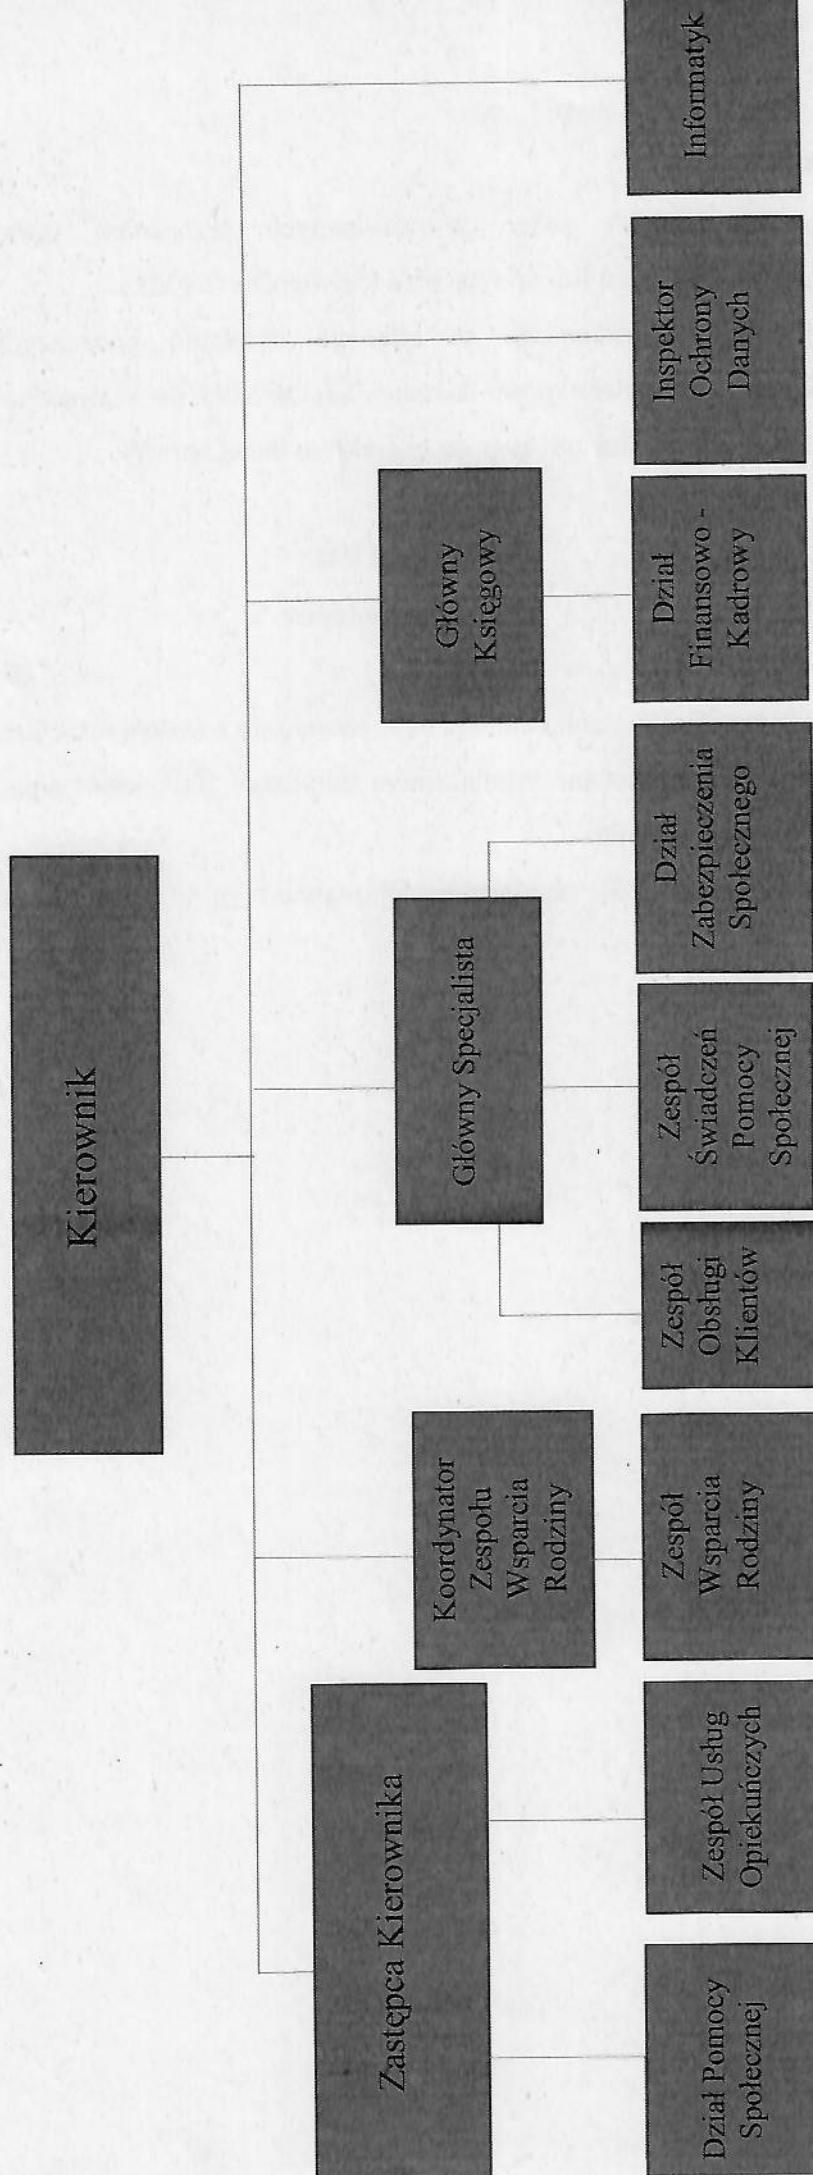 Kierownik
Zastępca Kierownika
Koordynator
Zespołu
Wsparcia
Rodziny
Główny Specjalista
Główny
Księgowy
Dział Pomocy
Społecznej
Zespół Usług
Opiekuńczych
Zespół
Wsparcia
Rodziny
Zespół
Obsługi
Klientów
Zespół
Świadczeń
Pomocy
Społecznej
Dział
Zabezpieczenia
Społecznego
Dział
Finansowo -
Kadrowy
Inspektor
Ochrony
Danych
Informatyk